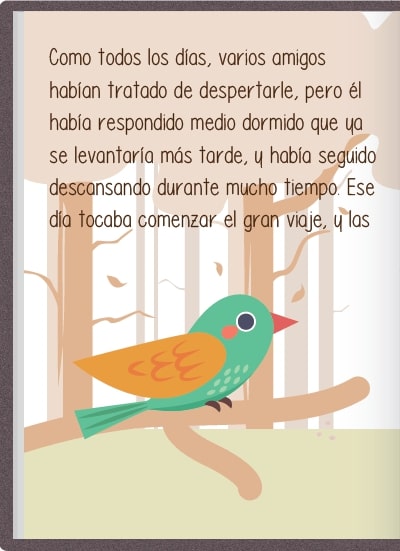 Como todos los días, varios amigos
habían tratado de despertarle, pero él
había respondido medio dormido que ya
se levantaría más tarde, y había seguido
descansando durante mucho tiempo. Ese
día tocaba comenzar el gran viaje, y las